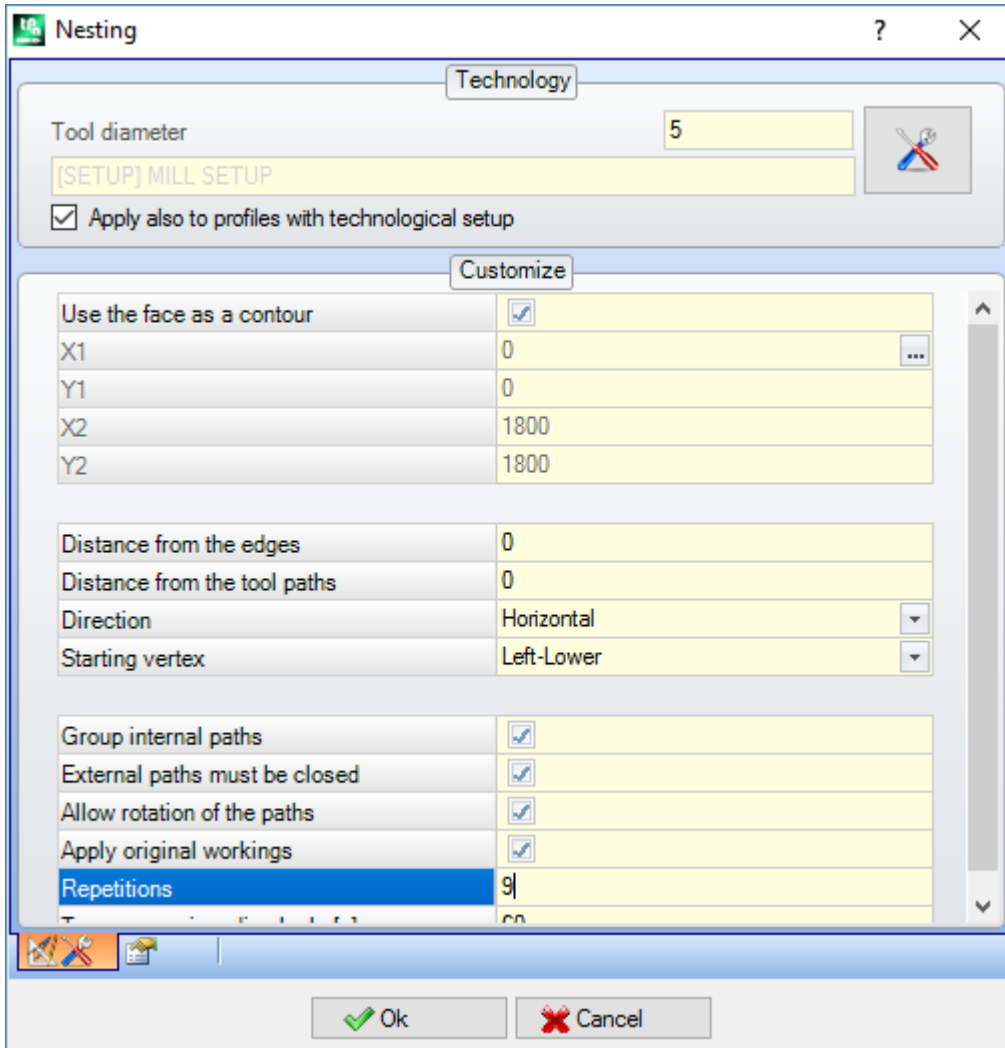 Nesting ?
Technology
Tool diameter 5
[SETUP] MILL SETUP
Apply also to profiles with technological setup
Customize
Use the face as a contour
X1 0 ...
Y1 0
X2 1800
Y2 1800
Distance from the edges 0
Distance from the tool paths 0
Direction Horizontal
Starting vertex Left-Lower
Group internal paths
External paths must be closed
Allow rotation of the paths
Apply original workings
Repetitions 9
Ok Cancel